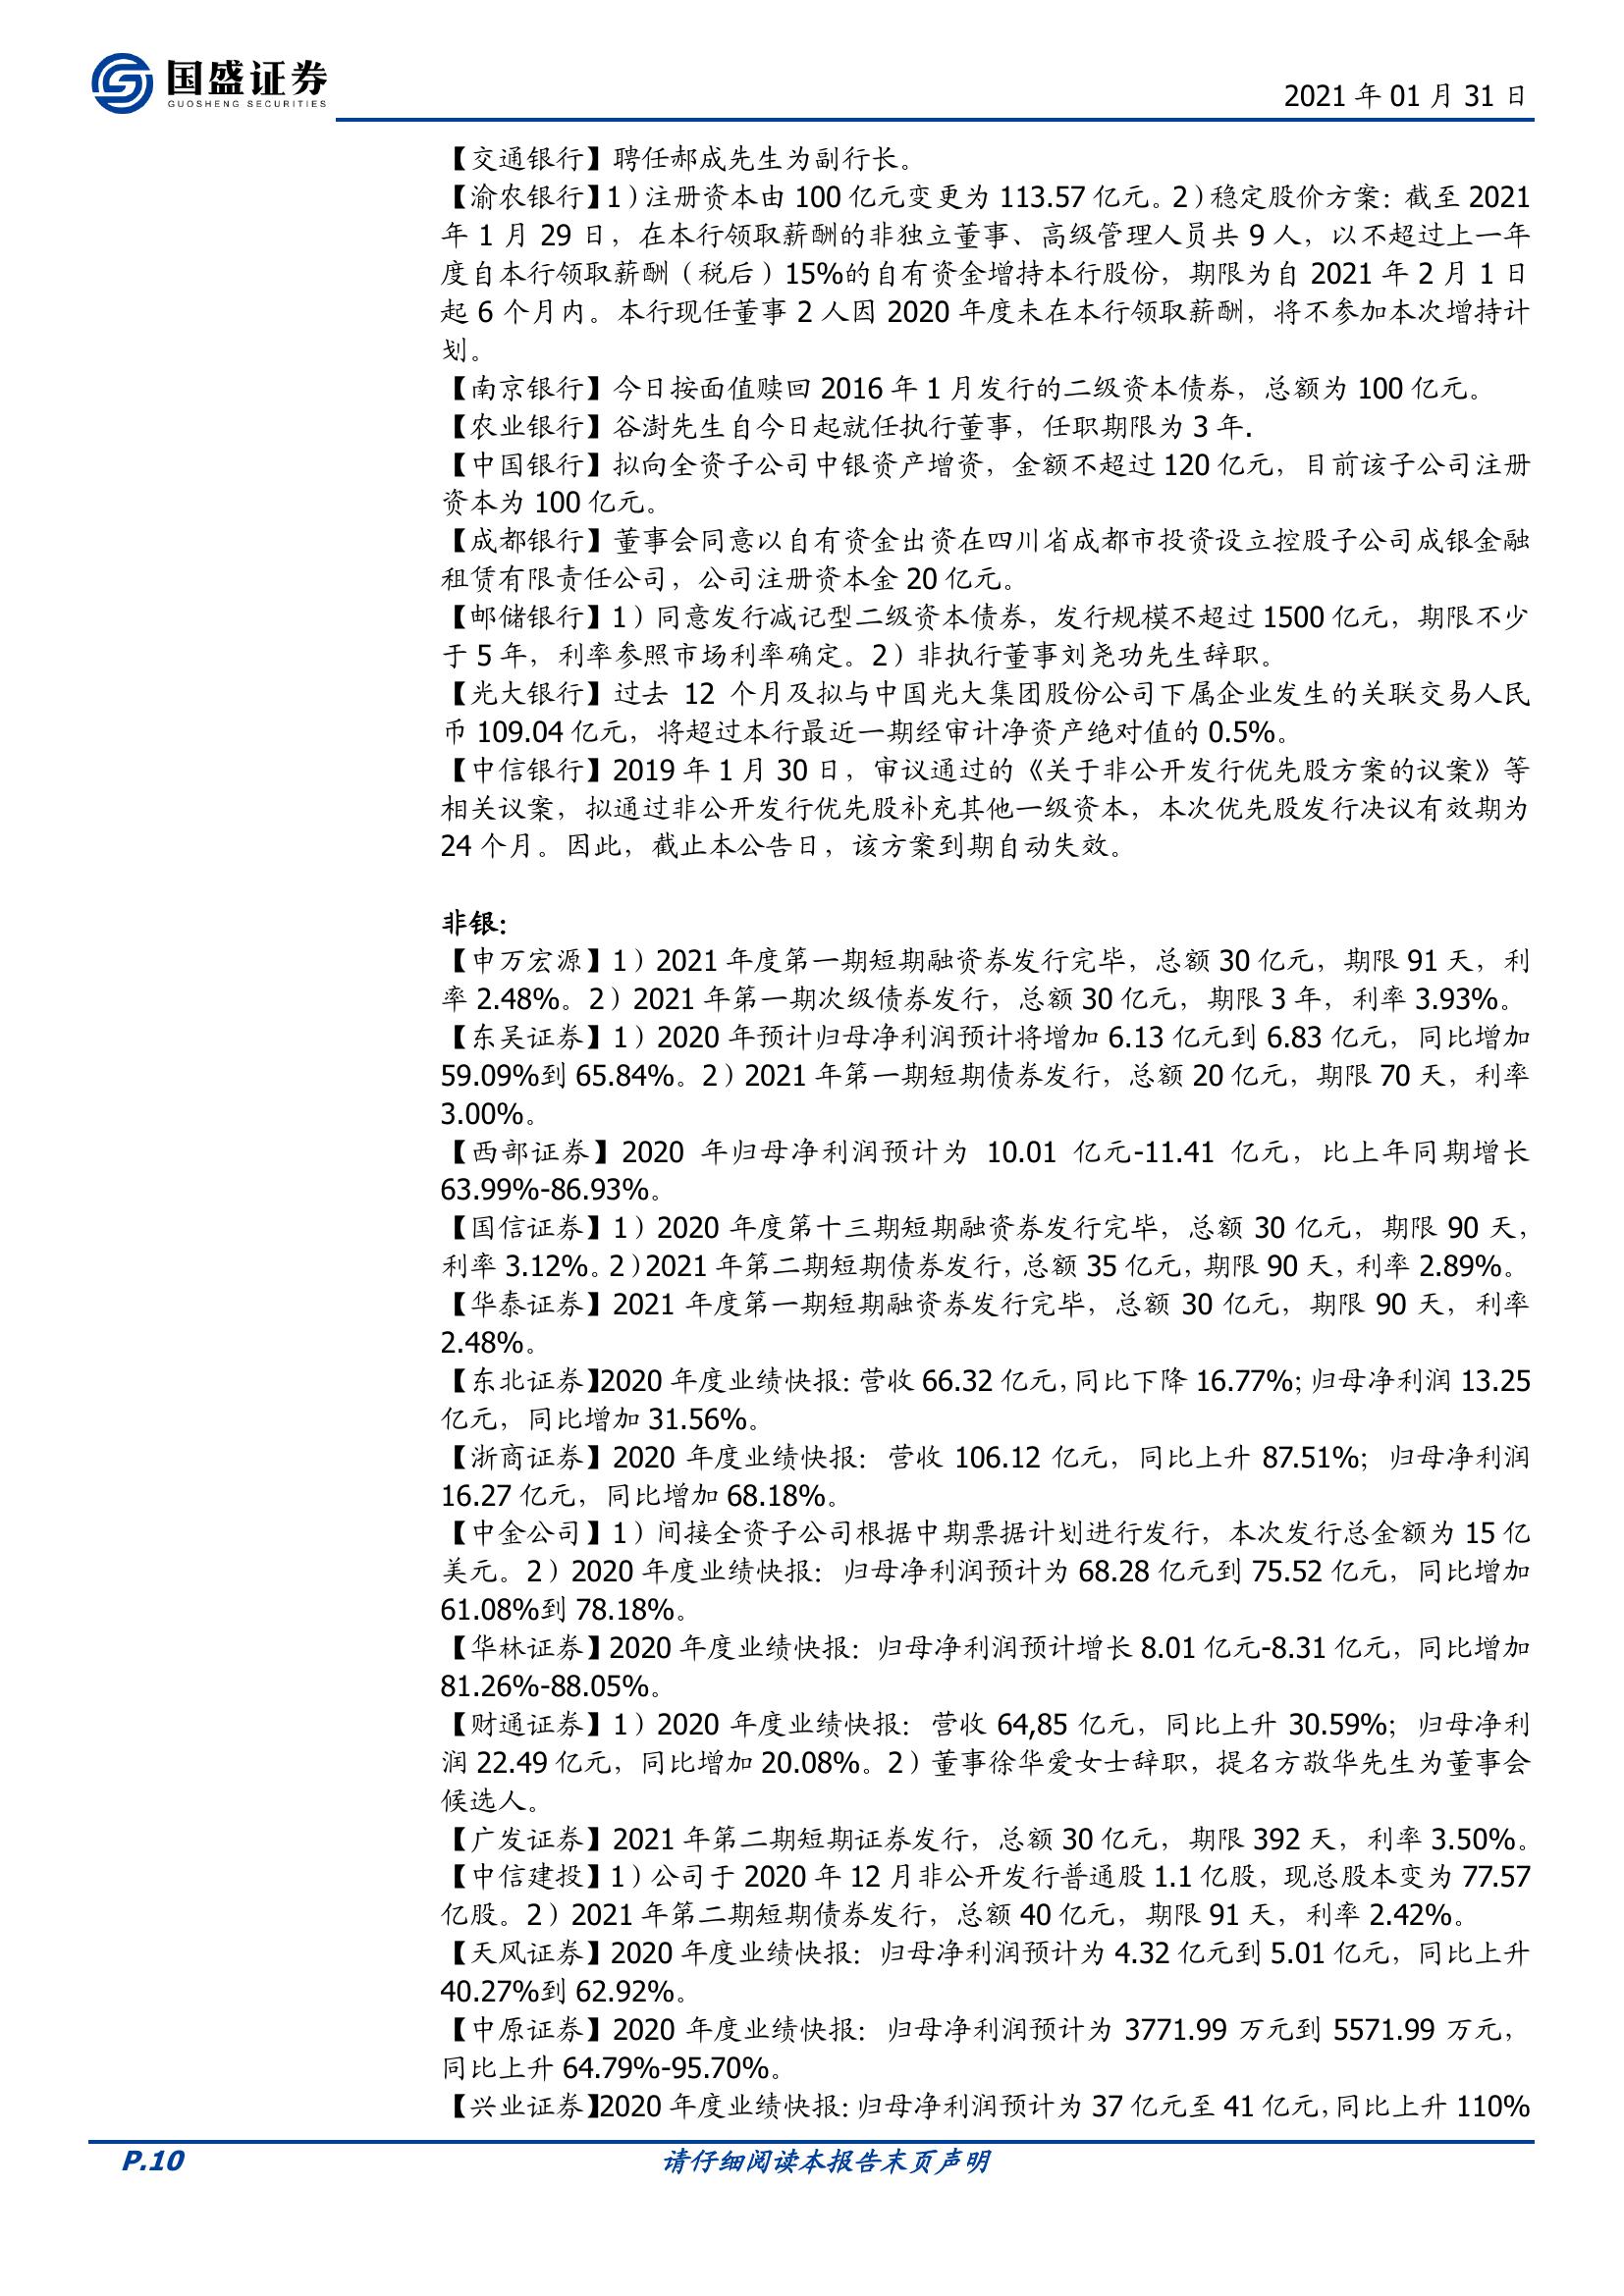 国盛证券
GUOSHENG SECURITIES
2021 年 01 月 31 日
【交通银行】聘任郝成先生为副行长。
【渝农银行】1）注册资本由 100 亿元变更为 113.57 亿元。2）稳定股价方案：截至 2021
年 1 月 29 日，在本行领取薪酬的非独立董事、高级管理人员共 9 人，以不超过上一年
度自本行领取薪酬（税后）15%的自有资金增持本行股份，期限为自 2021 年 2 月 1 日
起 6 个月内。本行现任董事 2 人因 2020 年度未在本行领取薪酬，将不参加本次增持计
划。
【南京银行】今日按面值赎回 2016 年 1 月发行的二级资本债券，总额为 100 亿元。
【农业银行】谷澍先生自今日起就任执行董事，任职期限为 3 年.
【中国银行】拟向全资子公司中银资产增资，金额不超过 120 亿元，目前该子公司注册
资本为 100 亿元。
【成都银行】董事会同意以自有资金出资在四川省成都市投资设立控股子公司成银金融
租赁有限责任公司，公司注册资本金 20 亿元。
【邮储银行】1）同意发行减记型二级资本债券，发行规模不超过 1500 亿元，期限不少
于 5 年，利率参照市场利率确定。2）非执行董事刘尧功先生辞职。
【光大银行】过去 12 个月及拟与中国光大集团股份公司下属企业发生的关联交易人民
币 109.04 亿元，将超过本行最近一期经审计净资产绝对值的 0.5%。
【中信银行】2019 年 1 月 30 日，审议通过的《关于非公开发行优先股方案的议案》等
相关议案，拟通过非公开发行优先股补充其他一级资本，本次优先股发行决议有效期为
24 个月。因此，截止本公告日，该方案到期自动失效。
非银：
【申万宏源】1）2021 年度第一期短期融资券发行完毕，总额 30 亿元，期限 91 天，利
率 2.48%。2）2021 年第一期次级债券发行，总额 30 亿元，期限 3 年，利率 3.93%。
【东吴证券】1）2020 年预计归母净利润预计将增加 6.13 亿元到 6.83 亿元，同比增加
59.09%到 65.84%。2）2021 年第一期短期债券发行，总额 20 亿元，期限 70 天，利率
3.00%。
【西部证券】2020 年归母净利润预计为 10.01 亿元-11.41 亿元，比上年同期增长
63.99%-86.93%。
【国信证券】1）2020 年度第十三期短期融资券发行完毕，总额 30 亿元，期限 90 天，
利率 3.12%。2）2021 年第二期短期债券发行，总额 35 亿元，期限 90 天，利率 2.89%。
【华泰证券】2021 年度第一期短期融资券发行完毕，总额 30 亿元，期限 90 天，利率
2.48%。
【东北证券】2020 年度业绩快报：营收 66.32 亿元，同比下降 16.77%；归母净利润 13.25
亿元，同比增加 31.56%。
【浙商证券】2020 年度业绩快报：营收 106.12 亿元，同比上升 87.51%；归母净利润
16.27 亿元，同比增加 68.18%。
【中金公司】1）间接全资子公司根据中期票据计划进行发行，本次发行总金额为 15 亿
美元。2）2020 年度业绩快报：归母净利润预计为 68.28 亿元到 75.52 亿元，同比增加
61.08%到 78.18%。
【华林证券】2020 年度业绩快报：归母净利润预计增长 8.01 亿元-8.31 亿元，同比增加
81.26%-88.05%。
【财通证券】1）2020 年度业绩快报：营收 64,85 亿元，同比上升 30.59%；归母净利
润 22.49 亿元，同比增加 20.08%。2）董事徐华爱女士辞职，提名方敬华先生为董事会
候选人。
【广发证券】2021 年第二期短期证券发行，总额 30 亿元，期限 392 天，利率 3.50%。
【中信建投】1）公司于 2020 年 12 月非公开发行普通股 1.1 亿股，现总股本变为 77.57
亿股。2）2021 年第二期短期债券发行，总额 40 亿元，期限 91 天，利率 2.42%。
【天风证券】2020 年度业绩快报：归母净利润预计为 4.32 亿元到 5.01 亿元，同比上升
40.27%到 62.92%。
【中原证券】2020 年度业绩快报：归母净利润预计为 3771.99 万元到 5571.99 万元，
同比上升 64.79%-95.70%。
【兴业证券】2020 年度业绩快报：归母净利润预计为 37 亿元至 41 亿元，同比上升 110%
P.10
请仔细阅读本报告末页声明